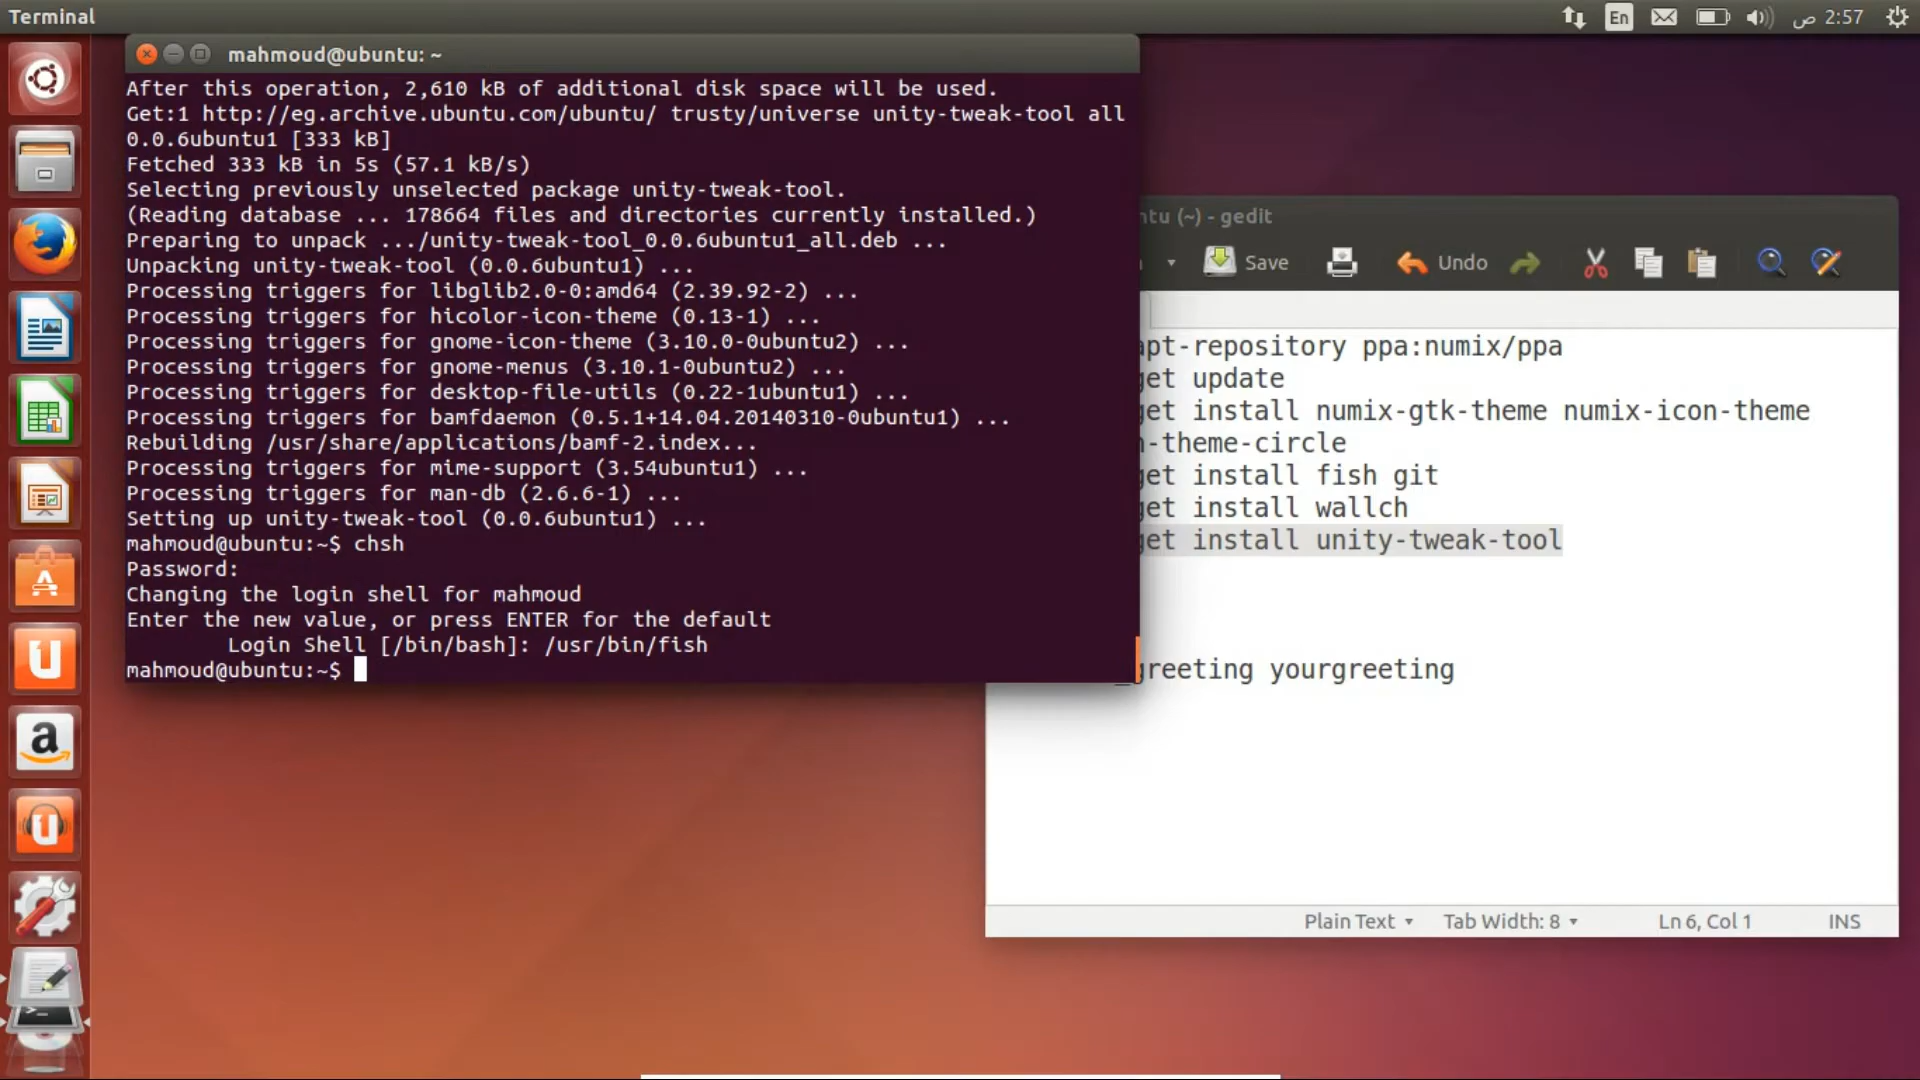 Terminal
En
ص 2:57
mahmoud@ubuntu: ~
After this operation, 2,610 kB of additional disk space will be used.
Get:1 http://eg.archive.ubuntu.com/ubuntu/ trusty/universe unity-tweak-tool all
0.0.6ubuntu1 [333 kB]
Fetched 333 kB in 5s (57.1 kB/s)
Selecting previously unselected package unity-tweak-tool.
(Reading database ... 178664 files and directories currently installed.)
Preparing to unpack .../unity-tweak-tool_0.0.6ubuntu1_all.deb ...
Unpacking unity-tweak-tool (0.0.6ubuntu1) ...
Processing triggers for libglib2.0-0:amd64 (2.39.92-2) ...
Processing triggers for hicolor-icon-theme (0.13-1) ...
Processing triggers for gnome-icon-theme (3.10.0-0ubuntu2) ...
Processing triggers for gnome-menus (3.10.1-0ubuntu2) ...
Processing triggers for desktop-file-utils (0.22-1ubuntu1) ...
Processing triggers for bamfdaemon (0.5.1+14.04.20140310-0ubuntu1) ...
Rebuilding /usr/share/applications/bamf-2.index...
Processing triggers for mime-support (3.54ubuntu1) ...
Processing triggers for man-db (2.6.6-1) ...
Setting up unity-tweak-tool (0.0.6ubuntu1) ...
mahmoud@ubuntu:~$ chsh
Password:
Changing the login shell for mahmoud
Enter the new value, or press ENTER for the default
Login Shell [/bin/bash]: /usr/bin/fish
mahmoud@ubuntu:~$
ntu (~) - gedit
Save
Undo
apt-repository ppa:numix/ppa
get update
get install numix-gtk-theme numix-icon-theme
n-theme-circle
get install fish git
get install wallch
get install unity-tweak-tool
_greeting yourgreeting
Plain Text
Tab Width: 8
Ln 6, Col 1
INS